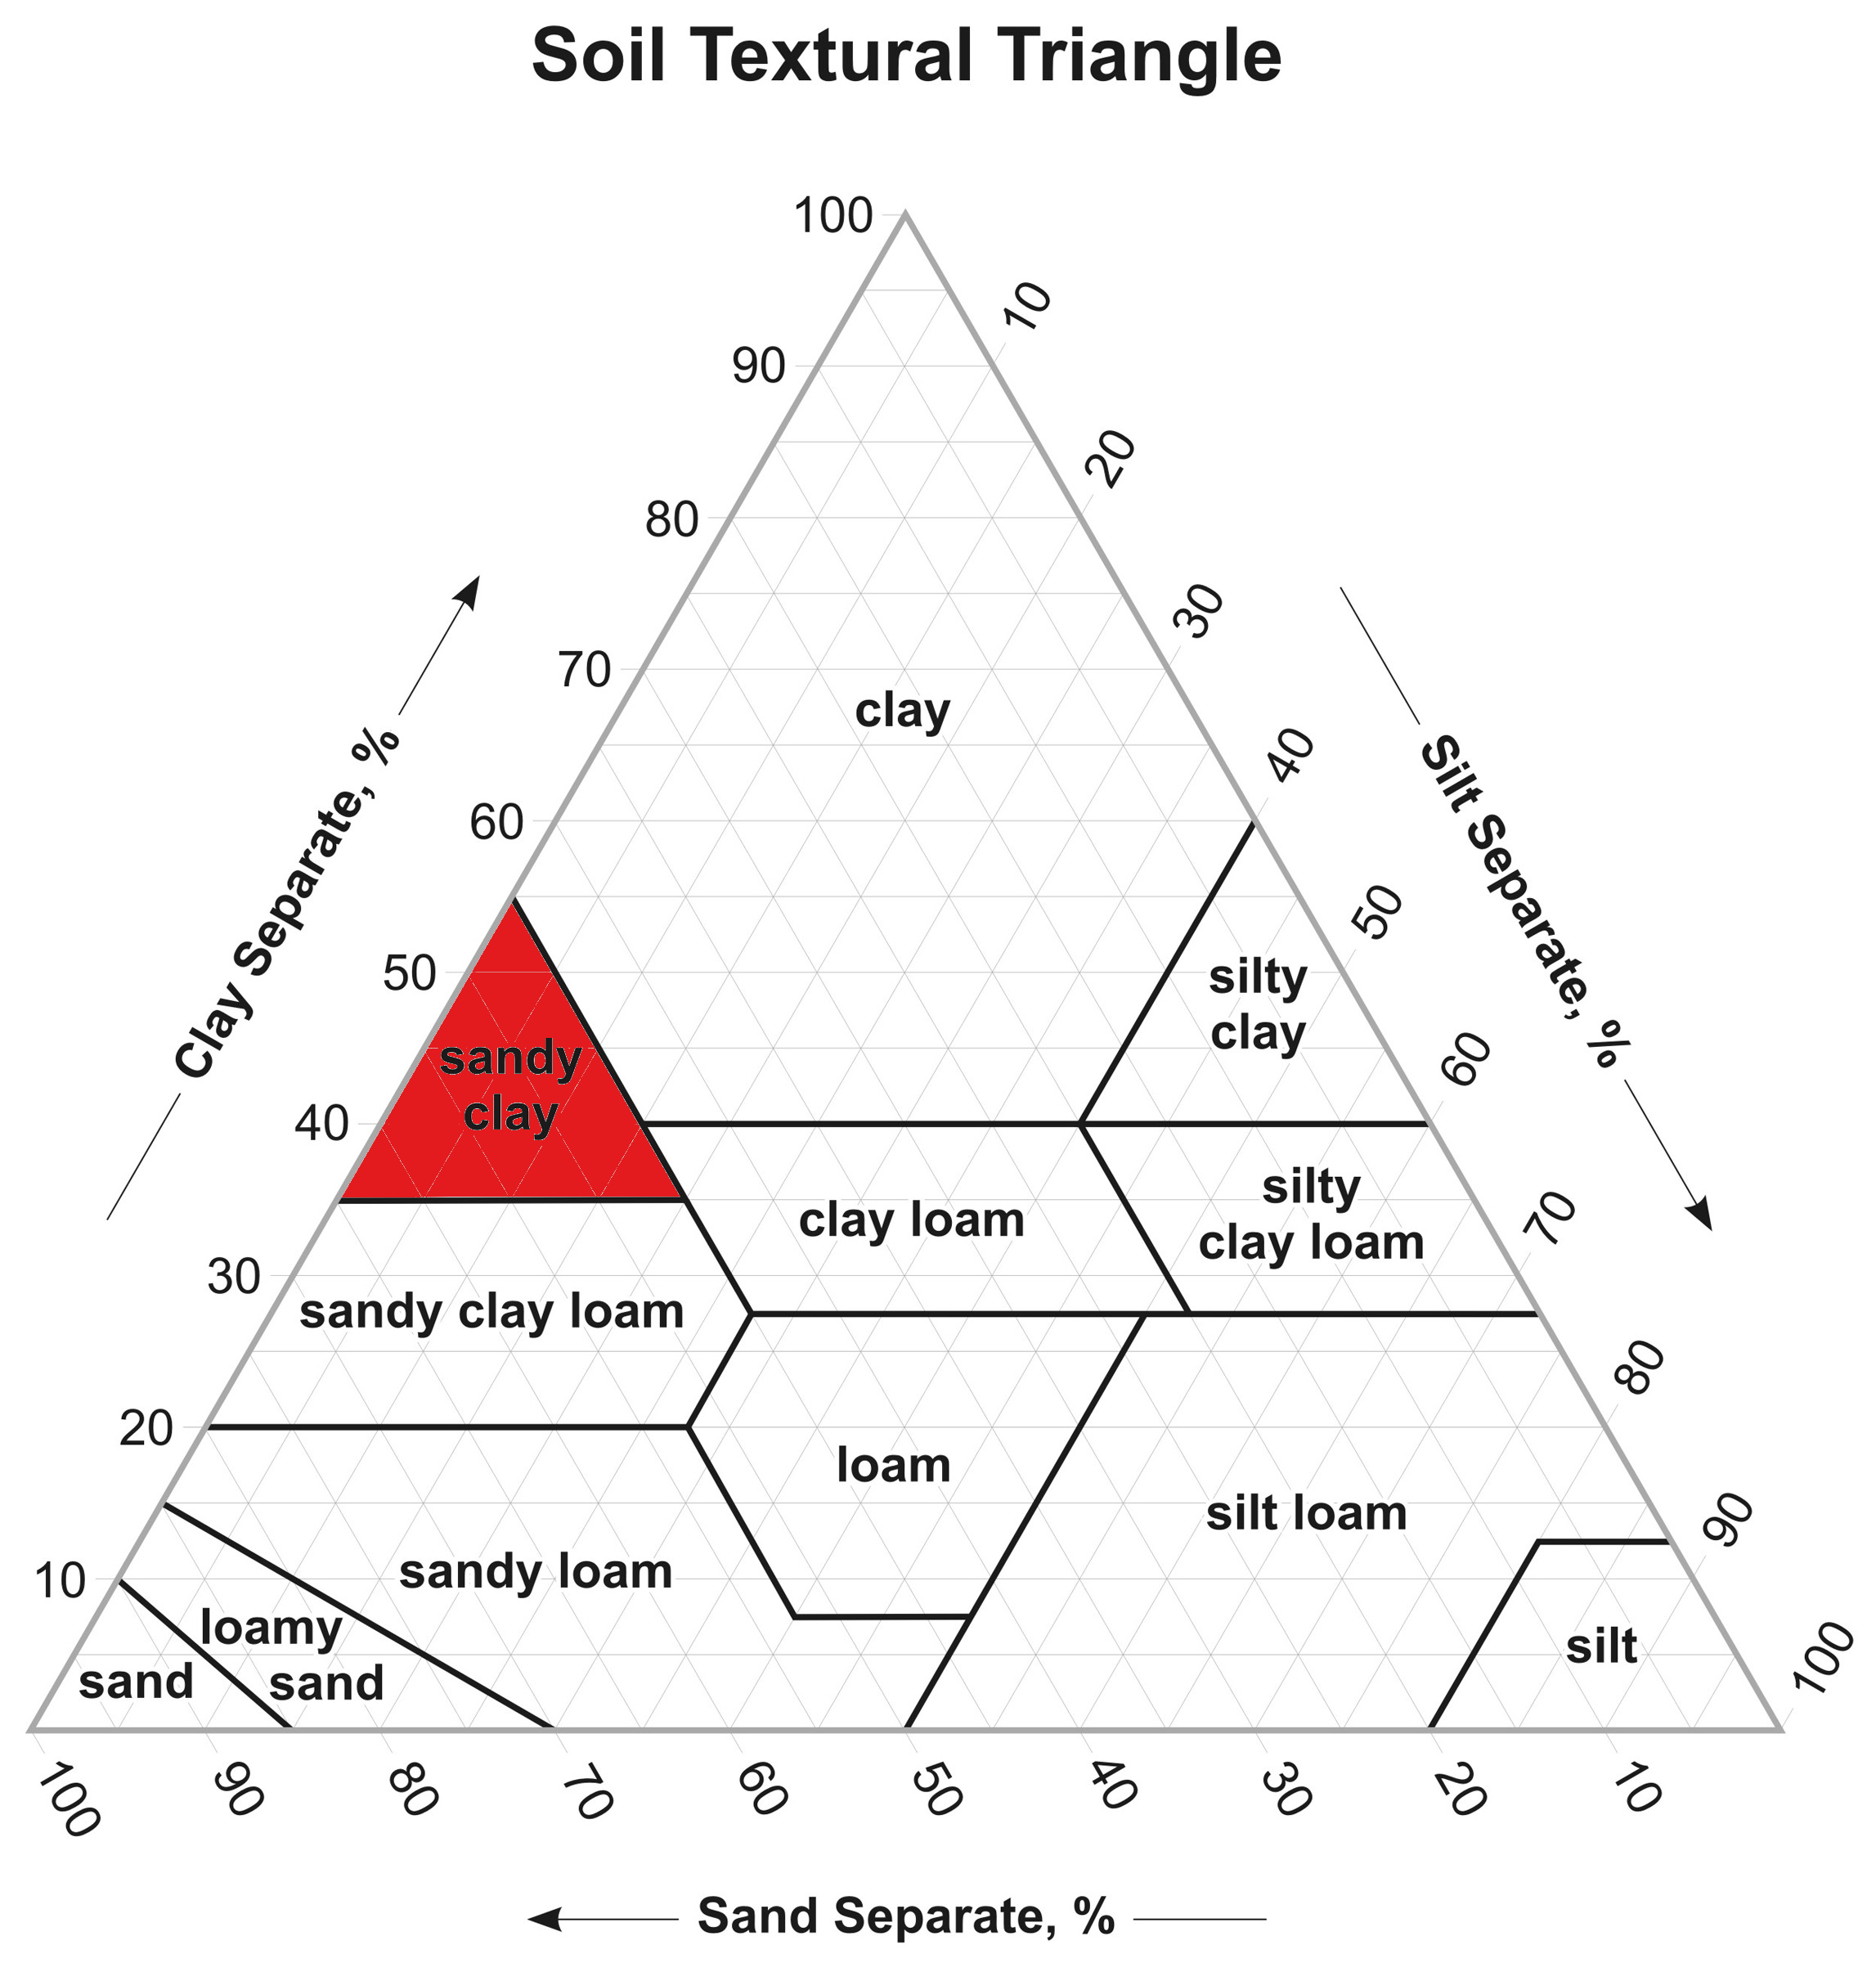 Soil Textural Triangle
100
90
80
70
60
50
40
30
20
10
Clay Separate, %
10
20
30
40
50
60
70
80
90
100
Silt Separate, %
clay
silty
clay
sandy
clay
clay loam
silty
clay loam
sandy clay loam
loam
silt loam
sandy loam
loamy
sand
sand
silt
100
90
80
70
60
50
40
30
20
10
Sand Separate, %